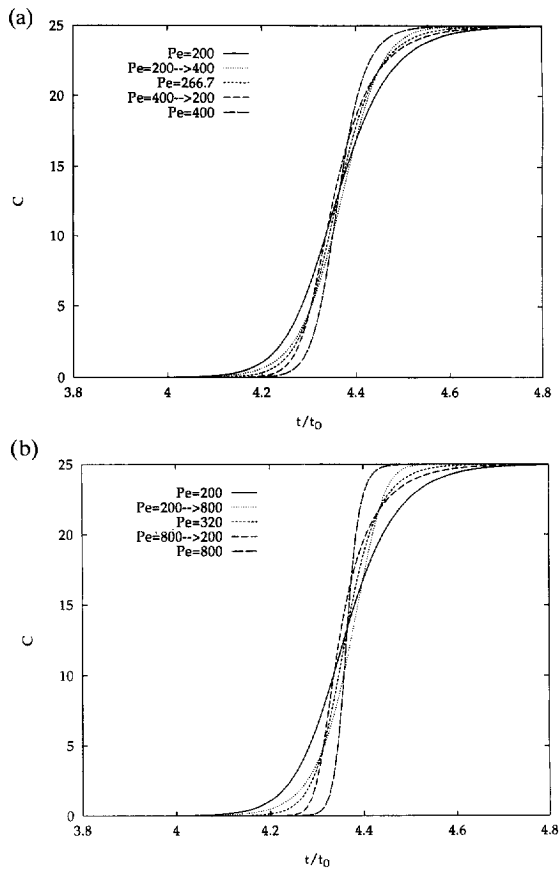 (a)
25
20
15
10
5
0
C
Pe=200
Pe=200-->400
Pe=266.7
Pe=400-->200
Pe=400
3.8 4 4.2 4.4 4.6 4.8
t/t0
(b)
25
20
15
10
5
0
C
Pe=200
Pe=200-->800
Pe=320
Pe=800-->200
Pe=800
3.8 4 4.2 4.4 4.6 4.8
t/t0